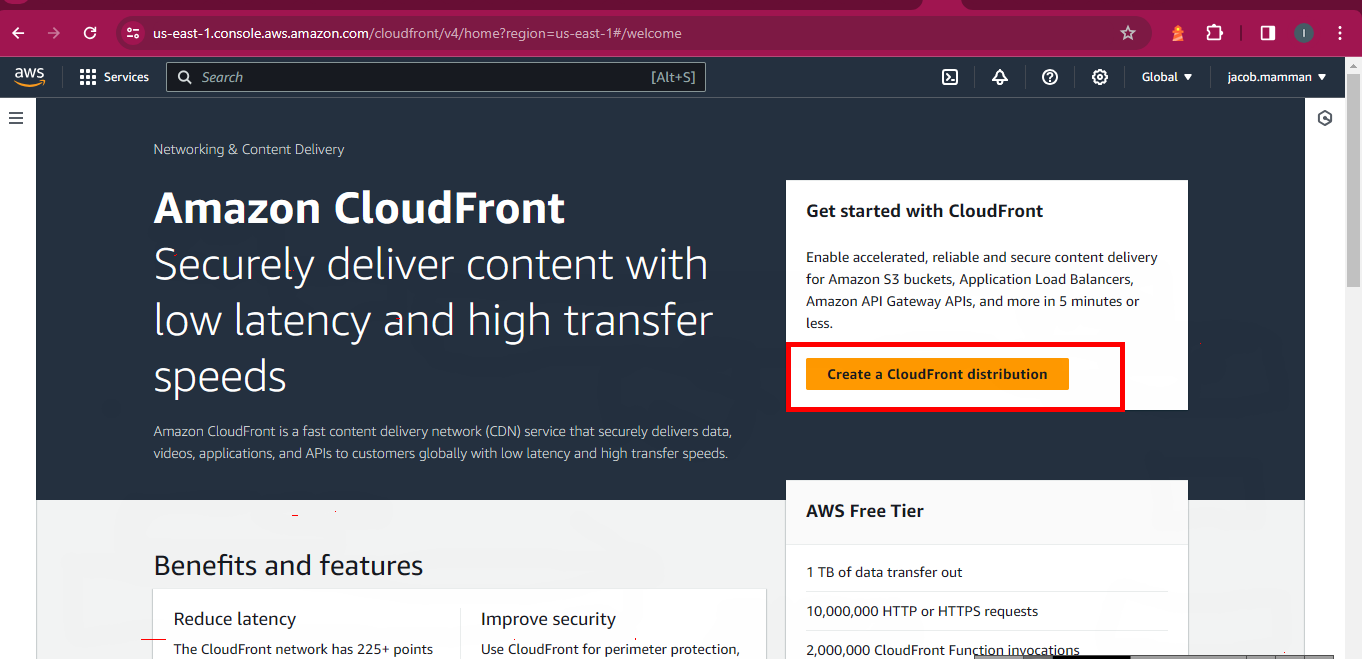 us-east-1.console.aws.amazon.com/cloudfront/v4/home?region=us-east-1#/welcome
I
aws
Services
Search
[Alt+S]
Global
jacob.mamman
Networking & Content Delivery
Amazon CloudFront
Securely deliver content with
low latency and high transfer
speeds
Amazon CloudFront is a fast content delivery network (CDN) service that securely delivers data,
videos, applications, and APIs to customers globally with low latency and high transfer speeds.
Get started with CloudFront
Enable accelerated, reliable and secure content delivery
for Amazon S3 buckets, Application Load Balancers,
Amazon API Gateway APIs, and more in 5 minutes or
less.
Create a CloudFront distribution
AWS Free Tier
1 TB of data transfer out
10,000,000 HTTP or HTTPS requests
2,000,000 CloudFront Function invocations
Benefits and features
Reduce latency
The CloudFront network has 225+ points
Improve security
Use CloudFront for perimeter protection,